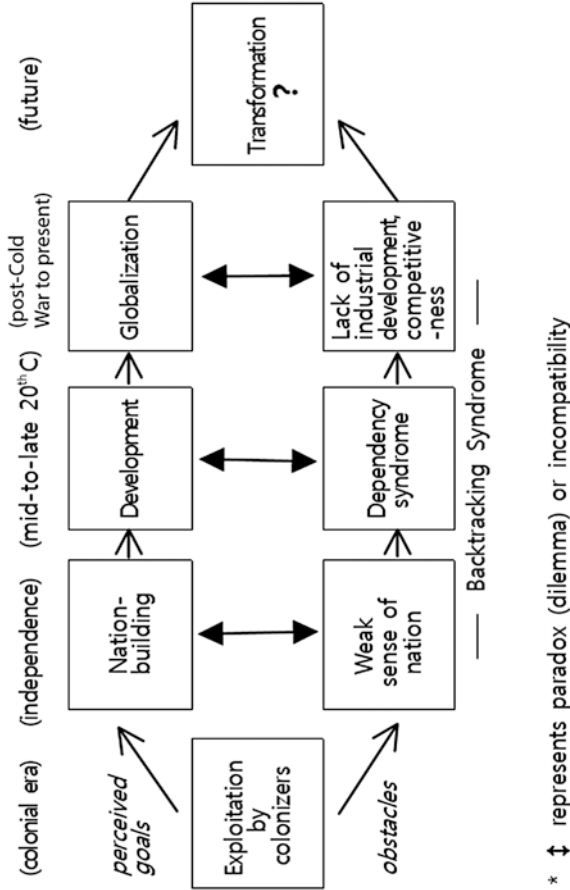 (colonial era)
(independence)
(mid-to-late 20th C)
(post-Cold
War to present)
(future)
perceived
goals
Nation-
building
Development
Globalization
Exploitation
by
colonizers
Transformation
?
obstacles
Weak
sense of
nation
Dependency
syndrome
Lack of
industrial
development,
competitive
-ness
Backtracking Syndrome
* ↕ represents paradox (dilemma) or incompatibility